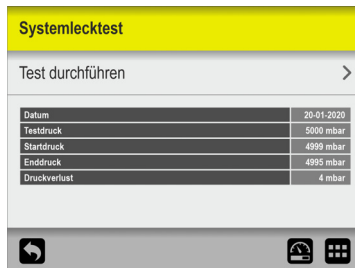 Systemlecktest
Test durchführen
Datum 20-01-2020
Testdruck 5000 mbar
Startdruck 4999 mbar
Enddruck 4995 mbar
Druckverlust 4 mbar